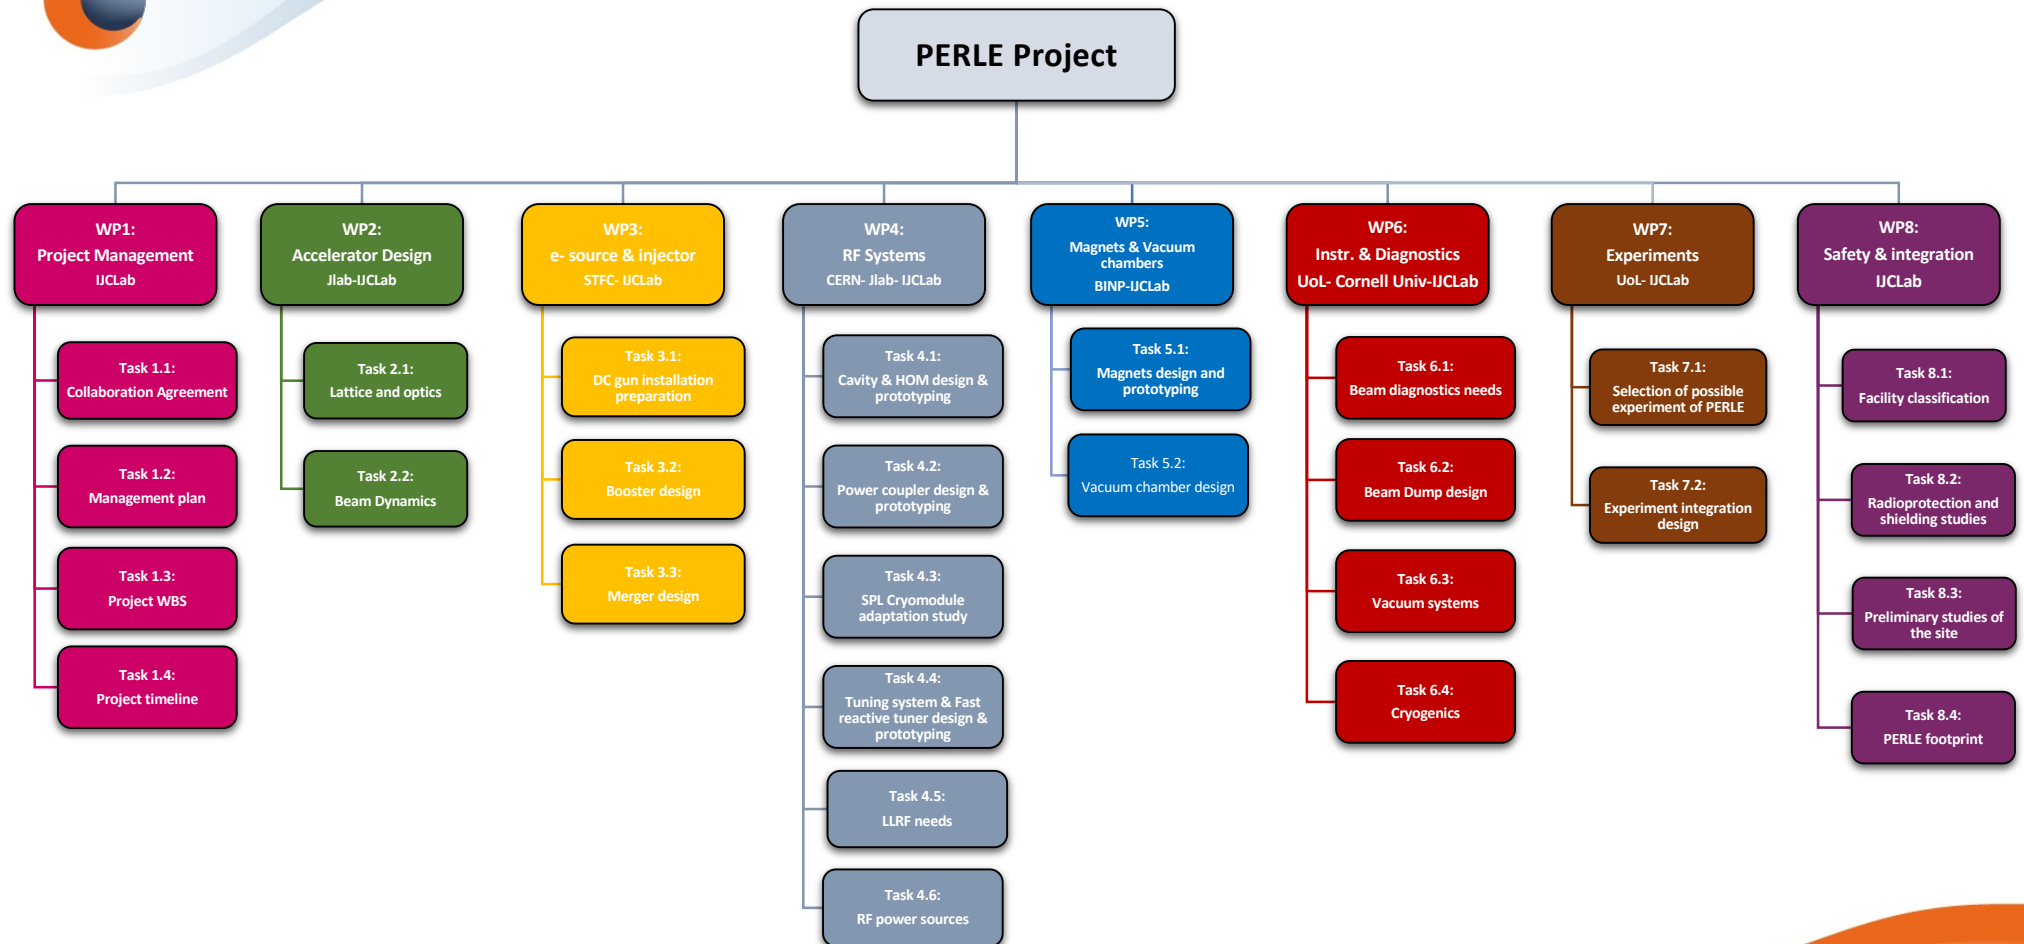 PERLE Project
WP1:
Project Management
IJCLab
Task 1.1:
Collaboration Agreement
Task 1.2:
Management plan
Task 1.3:
Project WBS
Task 1.4:
Project timeline
WP2:
Accelerator Design
Jlab-IJCLab
Task 2.1:
Lattice and optics
Task 2.2:
Beam Dynamics
WP3:
e- source & injector
STFC- IJCLab
Task 3.1:
DC gun installation
preparation
Task 3.2:
Booster design
Task 3.3:
Merger design
WP4:
RF Systems
CERN- Jlab- IJCLab
Task 4.1:
Cavity & HOM design &
prototyping
Task 4.2:
Power coupler design &
prototyping
Task 4.3:
SPL Cryomodule
adaptation study
Task 4.4:
Tuning system & Fast
reactive tuner design &
prototyping
Task 4.5:
LLRF needs
Task 4.6:
RF power sources
WP5:
Magnets & Vacuum
chambers
BINP-IJCLab
Task 5.1:
Magnets design and
prototyping
Task 5.2:
Vacuum chamber design
WP6:
Instr. & Diagnostics
UoL- Cornell Univ-IJCLab
Task 6.1:
Beam diagnostics needs
Task 6.2:
Beam Dump design
Task 6.3:
Vacuum systems
Task 6.4:
Cryogenics
WP7:
Experiments
UoL- IJCLab
Task 7.1:
Selection of possible
experiment of PERLE
Task 7.2:
Experiment integration
design
WP8:
Safety & integration
IJCLab
Task 8.1:
Facility classification
Task 8.2:
Radioprotection and
shielding studies
Task 8.3:
Preliminary studies of
the site
Task 8.4:
PERLE footprint